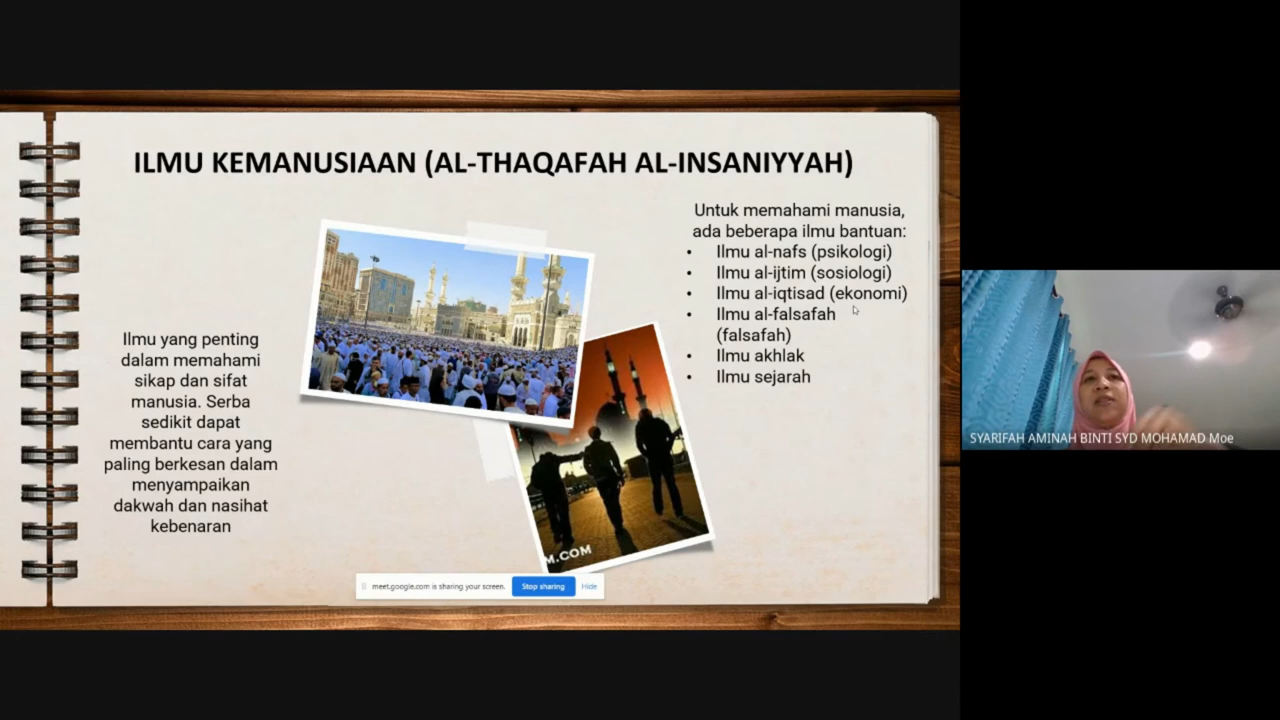 ILMU KEMANUSIAAN (AL-THAQAFAH AL-INSANIYYAH)
Ilmu yang penting
dalam memahami
sikap dan sifat
manusia. Serba
sedikit dapat
membantu cara yang
paling berkesan dalam
menyampaikan
dakwah dan nasihat
kebenaran
M.COM
Untuk memahami manusia,
ada beberapa ilmu bantuan:
• Ilmu al-nafs (psikologi)
• Ilmu al-ijtim (sosiologi)
• Ilmu al-iqtisad (ekonomi)
• Ilmu al-falsafah
(falsafah)
• Ilmu akhlak
• Ilmu sejarah
meet.google.com is sharing your screen. Stop sharing Hide
SYARIFAH AMINAH BINTI SYD MOHAMAD Moe